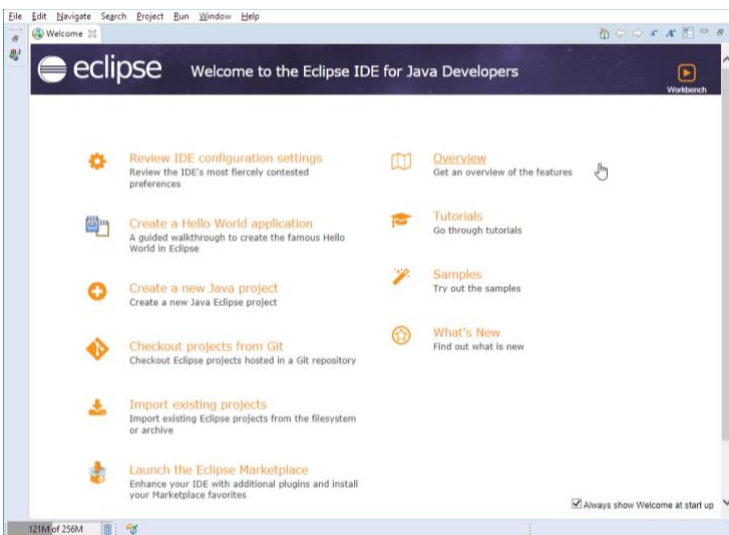 File Edit Navigate Search Project Run Window Help
Welcome
eclipse
Welcome to the Eclipse IDE for Java Developers
Workbench
Review IDE configuration settings
Review the IDE's most fiercely contested
preferences
Create a Hello World application
A guided walkthrough to create the famous Hello
World in Eclipse
Create a new Java project
Create a new Java Eclipse project
Checkout projects from Git
Checkout Eclipse projects hosted in a Git repository
Import existing projects
Import existing Eclipse projects from the filesystem
or archive
Launch the Eclipse Marketplace
Enhance your IDE with additional plugins and install
your Marketplace favorites
Overview
Get an overview of the features
Tutorials
Go through tutorials
Samples
Try out the samples
What's New
Find out what is new
Always show Welcome at start up
121M of 256M